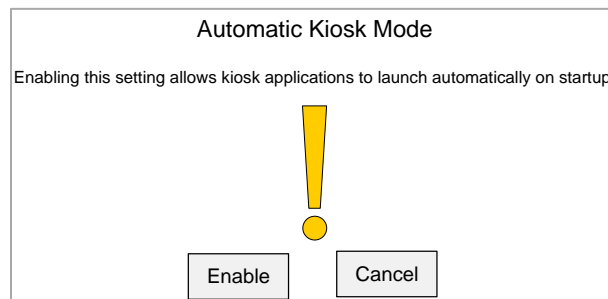 Automatic Kiosk Mode
Enabling this setting allows kiosk applications to launch automatically on startup
Enable
Cancel